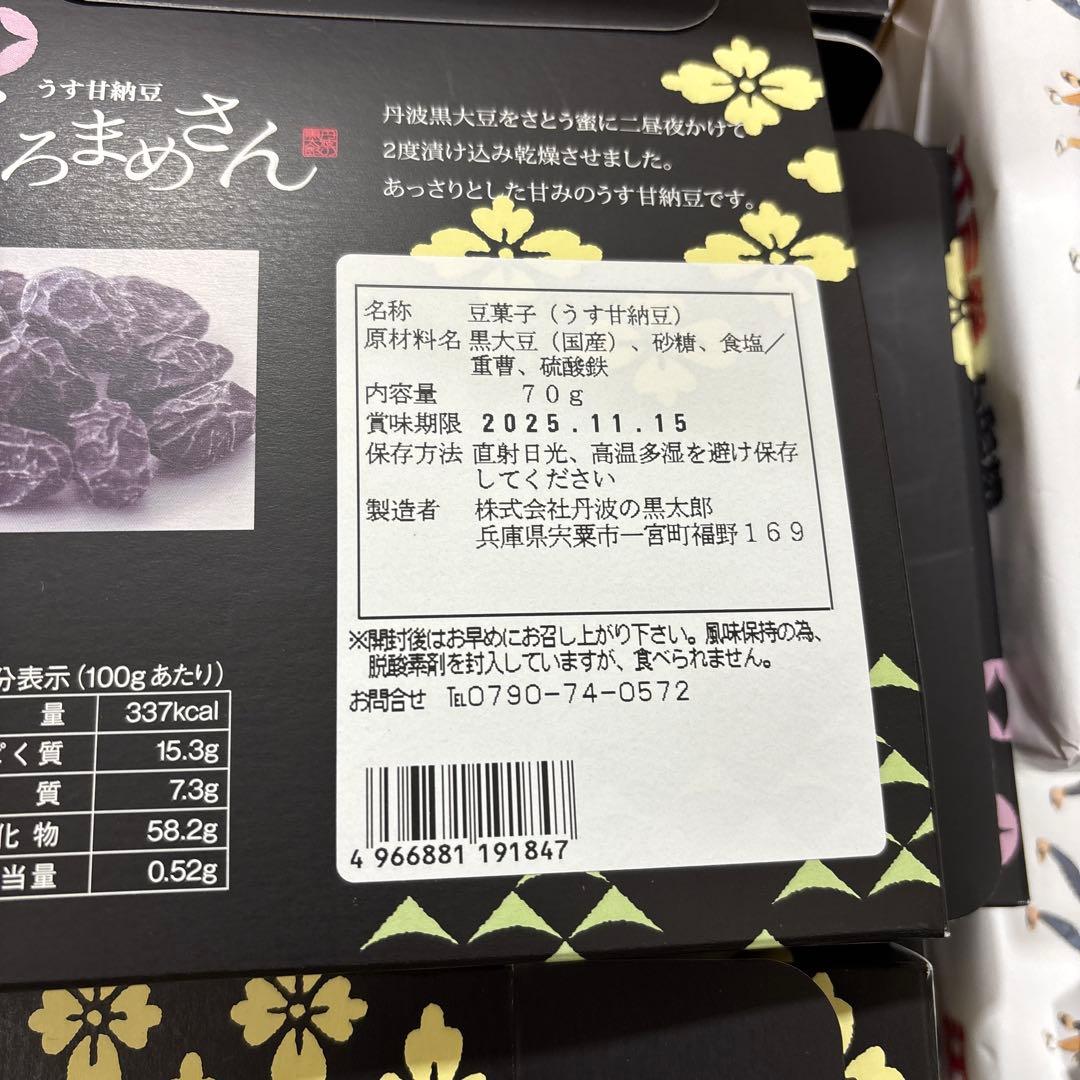 うす甘納豆
ろまめさん
丹波黒大豆をさとう蜜に二昼夜かけて
2度漬け込み乾燥させました。
あっさりとした甘みのうす甘納豆です。
名称 豆菓子（うす甘納豆）
原材料名 黒大豆（国産）、砂糖、食塩／
重曹、硫酸鉄
内容量 70g
賞味期限 2025.11.15
保存方法 直射日光、高温多湿を避け保存
してください
製造者 株式会社丹波の黒太郎
兵庫県宍粟市一宮町福野169
※開封後はお早めにお召し上がり下さい。風味保持の為、
脱酸素剤を封入していますが、食べられません。
お問合せ ℡0790-74-0572
4 966881 191847
分表示(100gあたり)
量 337kcal
ぱく質 15.3g
質 7.3g
化物 58.2g
当量 0.52g